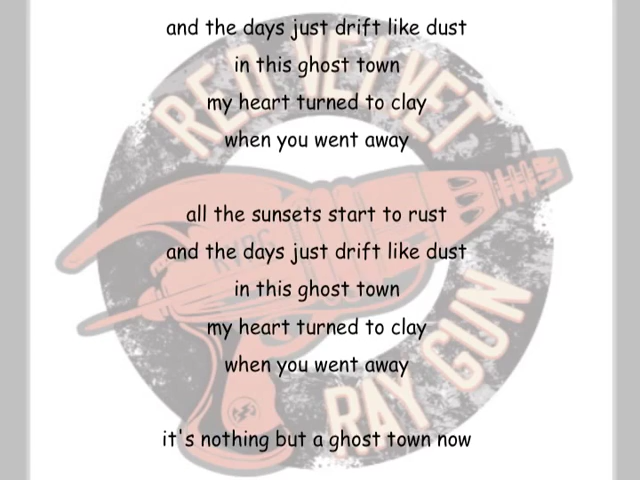 and the days just drift like dust
in this ghost town
my heart turned to clay
when you went away
all the sunsets start to rust
and the days just drift like dust
in this ghost town
my heart turned to clay
when you went away
it's nothing but a ghost town now
RED VELVET
RVRG
RAY GUN